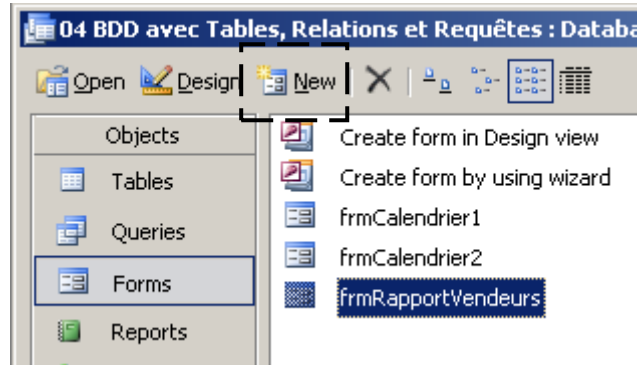 04 BDD avec Tables, Relations et Requêtes : Databa
Open Design New
Objects
Tables
Queries
Forms
Reports
Create form in Design view
Create form by using wizard
frmCalendrier1
frmCalendrier2
frmRapportVendeurs